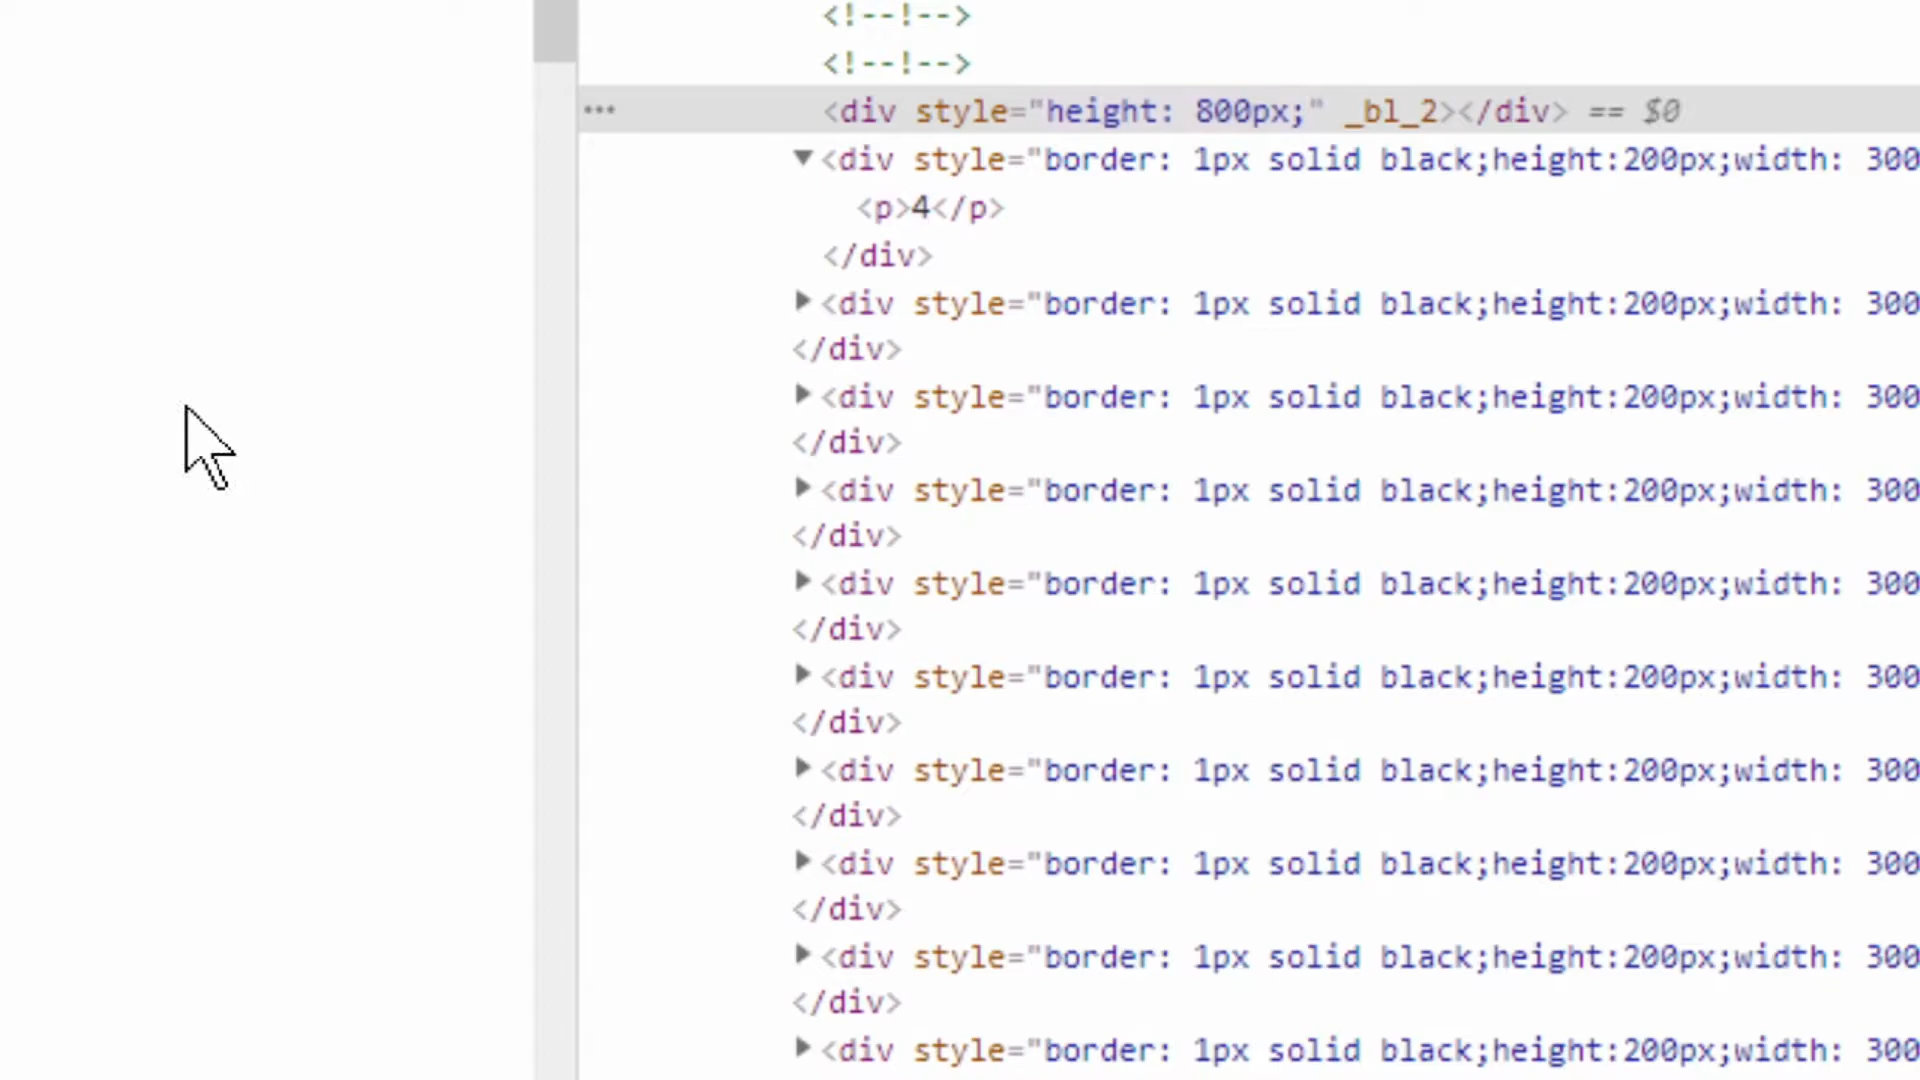 <!--!-->
<!--!-->
<div style="height: 800px;" _bl_2></div> == $0
<div style="border: 1px solid black;height:200px;width: 300
<p>4</p>
</div>
<div style="border: 1px solid black;height:200px;width: 300
</div>
<div style="border: 1px solid black;height:200px;width: 300
</div>
<div style="border: 1px solid black;height:200px;width: 300
</div>
<div style="border: 1px solid black;height:200px;width: 300
</div>
<div style="border: 1px solid black;height:200px;width: 300
</div>
<div style="border: 1px solid black;height:200px;width: 300
</div>
<div style="border: 1px solid black;height:200px;width: 300
</div>
<div style="border: 1px solid black;height:200px;width: 300
</div>
<div style="border: 1px solid black;height:200px;width: 300